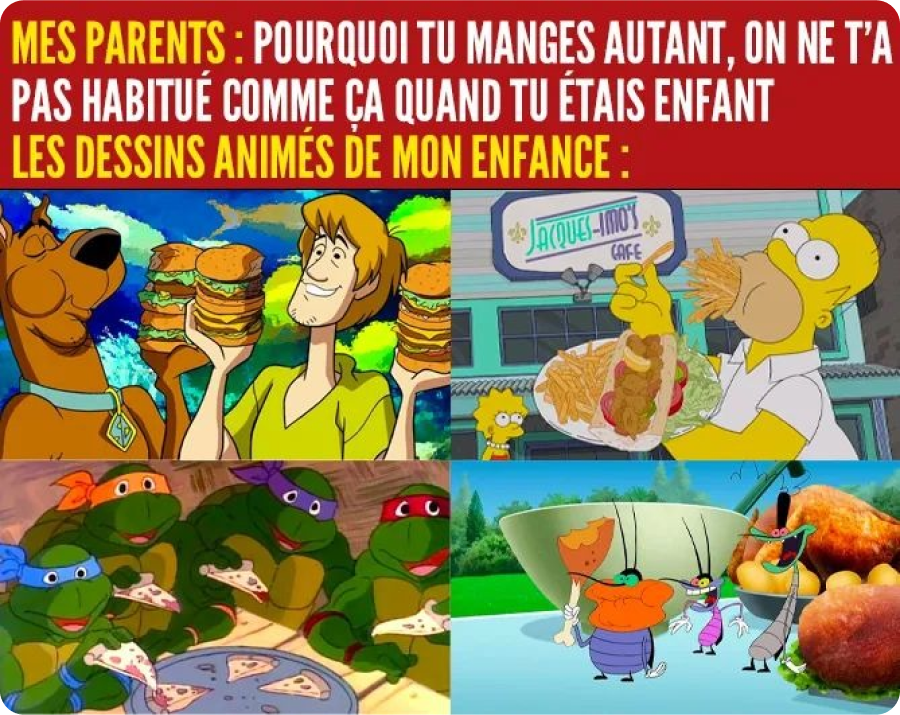 MES PARENTS : POURQUOI TU MANGES AUTANT, ON NE T'A
PAS HABITUÉ COMME ÇA QUAND TU ÉTAIS ENFANT
LES DESSINS ANIMÉS DE MON ENFANCE :
JACQUES-IMO'S
CAFE